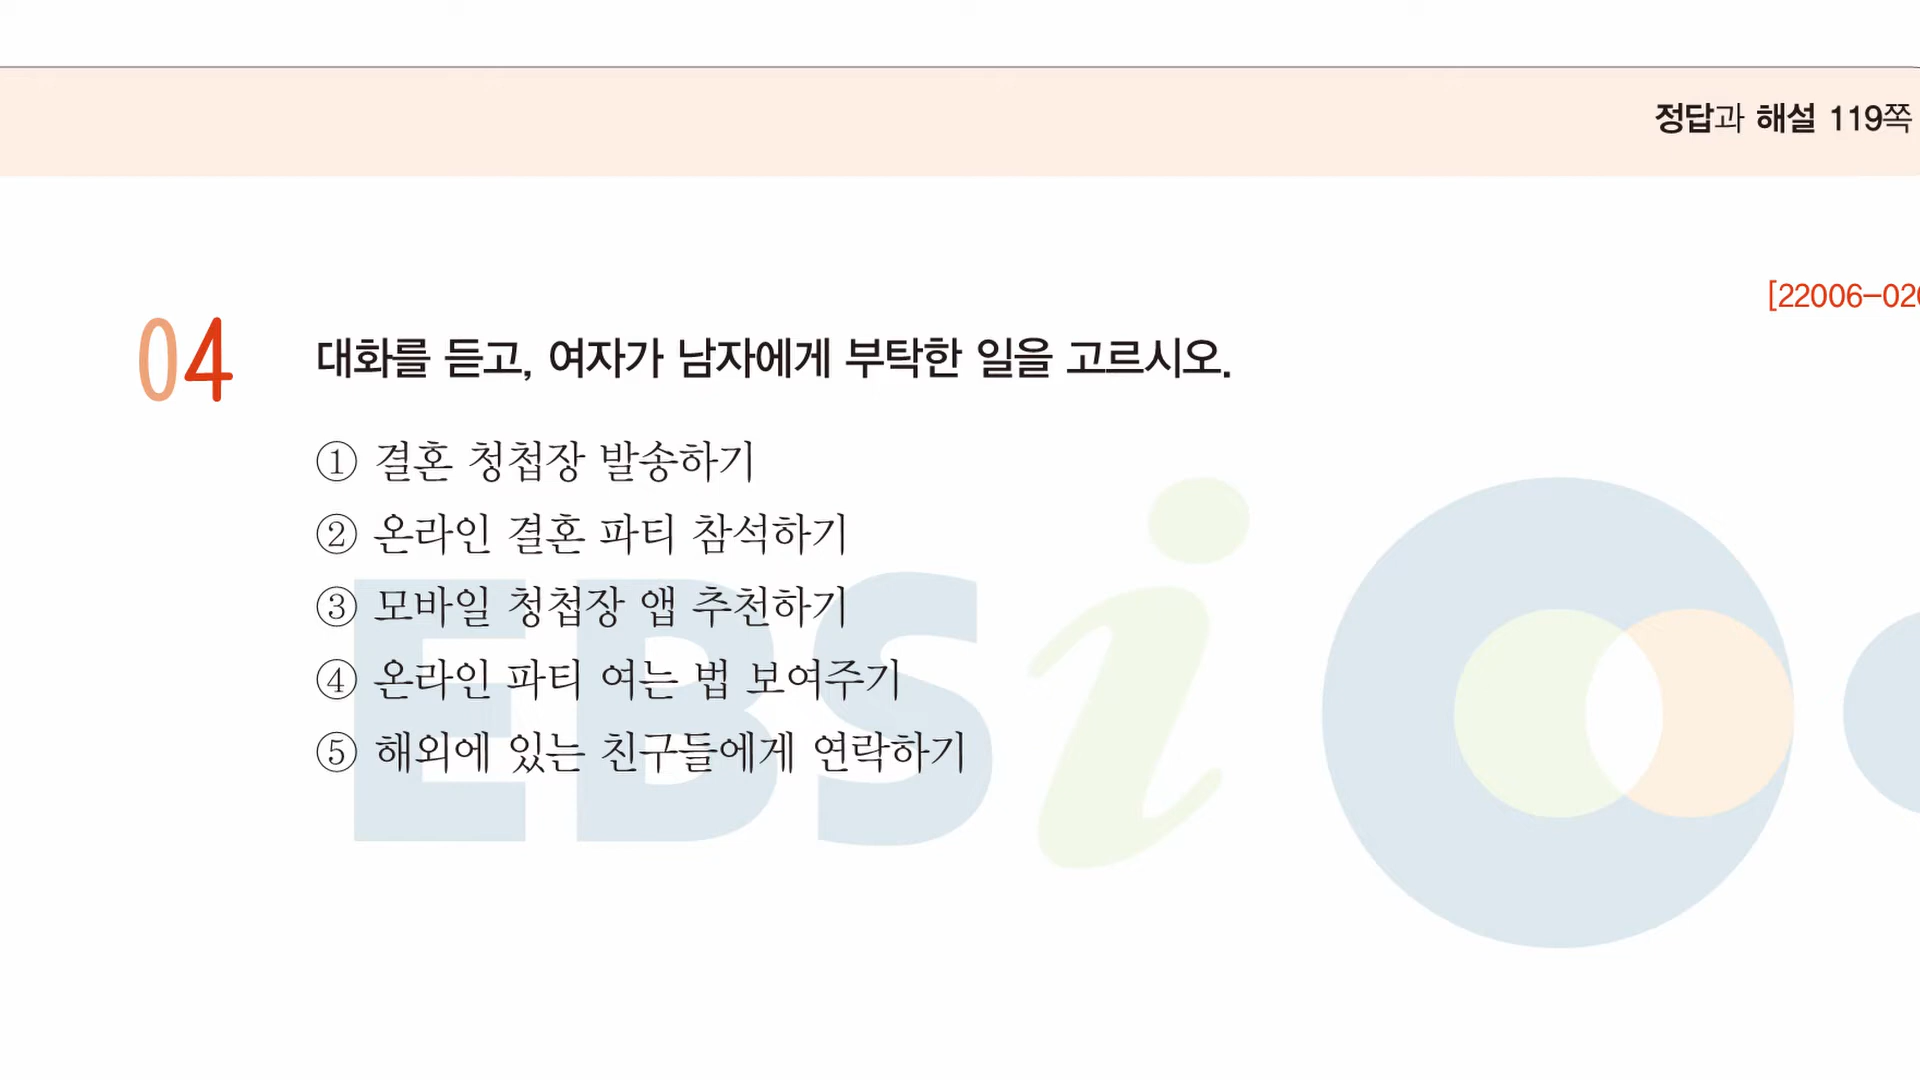 정답과 해설 119쪽
[22006-02
04 대화를 듣고, 여자가 남자에게 부탁한 일을 고르시오.
① 결혼 청첩장 발송하기
② 온라인 결혼 파티 참석하기
③ 모바일 청첩장 앱 추천하기
④ 온라인 파티 여는 법 보여주기
⑤ 해외에 있는 친구들에게 연락하기
EBSi